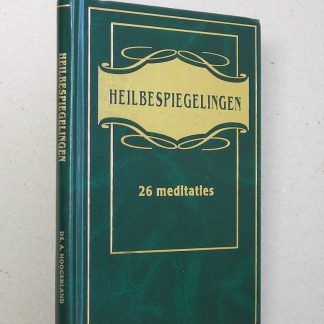 HEILBESPIEGELINGEN
26 meditaties
HEILBESPIEGELINGEN
DS. A. HOOGERLAND